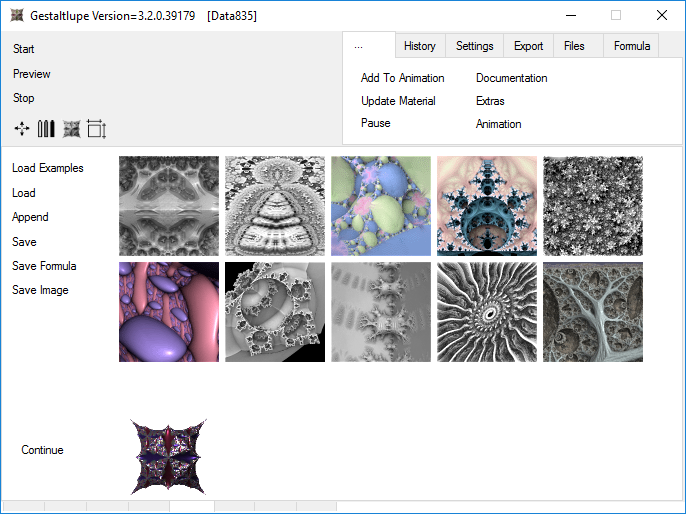 Gestaltlupe Version=3.2.0.39179 [Data835]
Start
Preview
Stop
... History Settings Export Files Formula
Add To Animation Documentation
Update Material Extras
Pause Animation
Load Examples
Load
Append
Save
Save Formula
Save Image
Continue